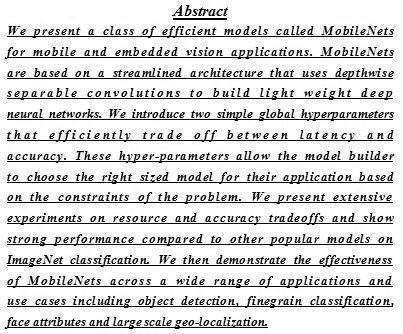 Abstract
We present a class of efficient models called MobileNets
for mobile and embedded vision applications. MobileNets
are based on a streamlined architecture that uses depthwise
separable convolutions to build light weight deep
neural networks. We introduce two simple global hyperparameters
that efficiently trade off between latency and
accuracy. These hyper-parameters allow the model builder
to choose the right sized model for their application based
on the constraints of the problem. We present extensive
experiments on resource and accuracy tradeoffs and show
strong performance compared to other popular models on
ImageNet classification. We then demonstrate the effectiveness
of MobileNets across a wide range of applications and
use cases including object detection, finegrain classification,
face attributes and large scale geo-localization.